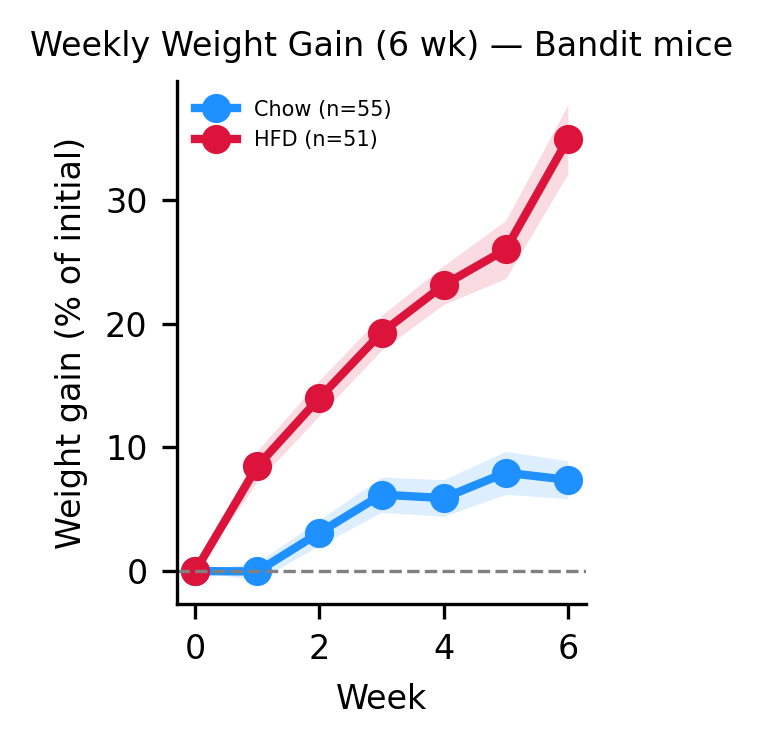 Weekly Weight Gain (6 wk) — Bandit mice
Chow (n=55)
HFD (n=51)
Weight gain (% of initial)
30
20
10
0
0 2 4 6
Week